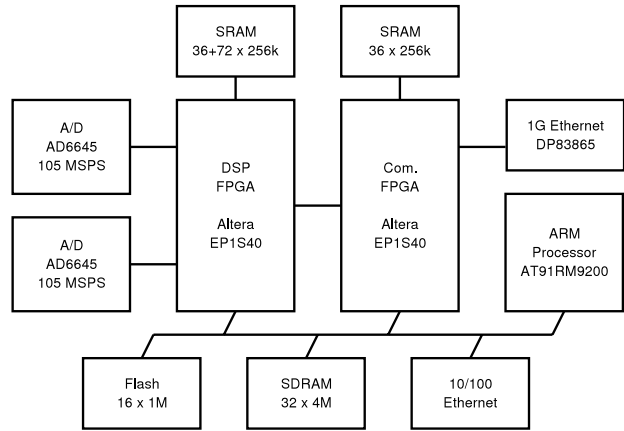 SRAM
36+72 x 256k
SRAM
36 x 256k
A/D
AD6645
105 MSPS
DSP
FPGA
Altera
EP1S40
Com.
FPGA
Altera
EP1S40
1G Ethernet
DP83865
A/D
AD6645
105 MSPS
ARM
Processor
AT91RM9200
Flash
16 x 1M
SDRAM
32 x 4M
10/100
Ethernet